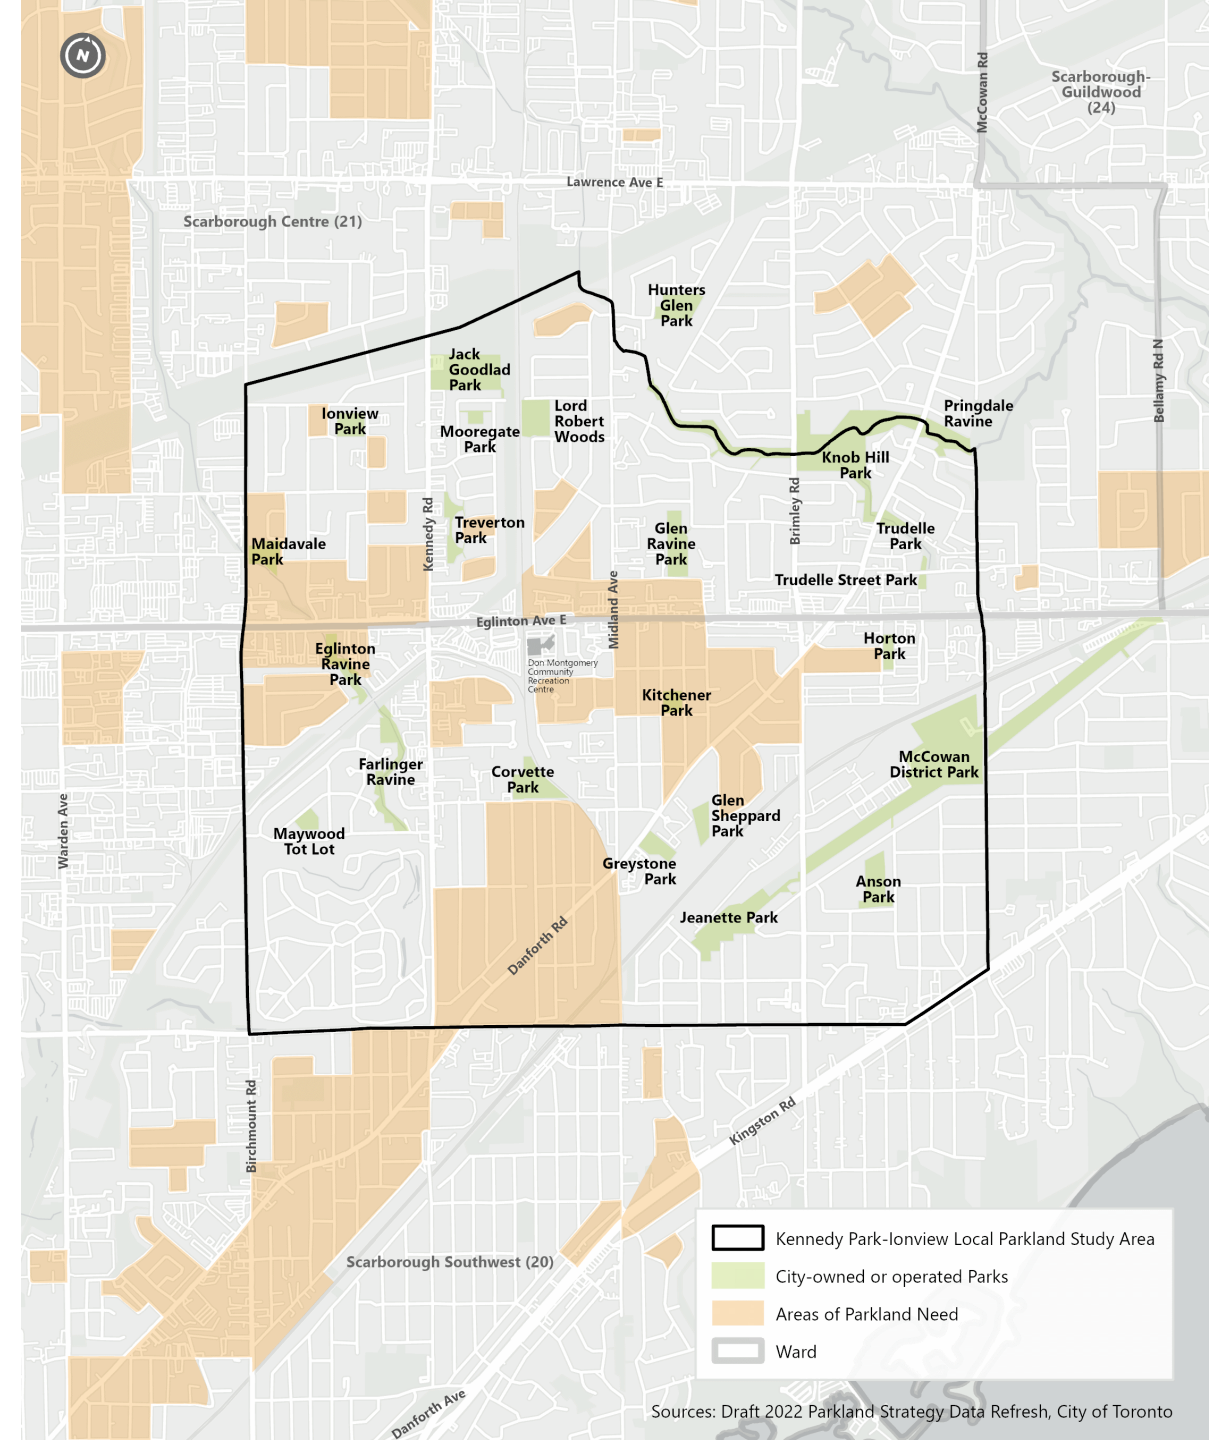 N
McCowan Rd
Scarborough-
Guildwood
(24)
Lawrence Ave E
Scarborough Centre (21)
Hunters
Glen
Park
Jack
Goodlad
Park
Bellamy Rd N
Ionview
Park
Lord
Robert
Woods
Pringdale
Ravine
Mooregate
Park
Knob Hill
Park
Kennedy Rd
Brimley Rd
Treverton
Park
Glen
Ravine
Park
Trudelle
Park
Maidavale
Park
Trudelle Street Park
Midland Ave
Eglinton Ave E
Eglinton
Ravine
Park
Horton
Park
Don Montgomery
Community
Recreation
Centre
Kitchener
Park
Farlinger
Ravine
Corvette
Park
McCowan
District Park
Warden Ave
Glen
Sheppard
Park
Maywood
Tot Lot
Greystone
Park
Anson
Park
Jeanette Park
Danforth Rd
Birchmount Rd
Kingston Rd
Scarborough Southwest (20)
Danforth Ave
Kennedy Park-Ionview Local Parkland Study Area
City-owned or operated Parks
Areas of Parkland Need
Ward
Sources: Draft 2022 Parkland Strategy Data Refresh, City of Toronto